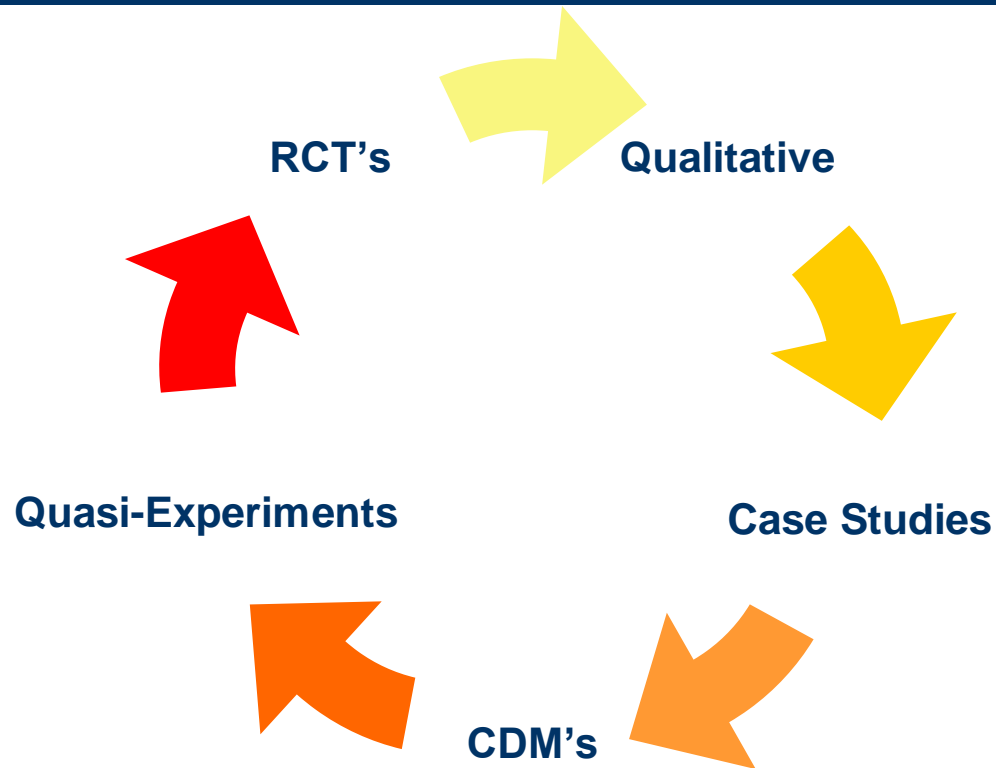 RCT’s
Qualitative
Quasi-Experiments
Case Studies
CDM’s